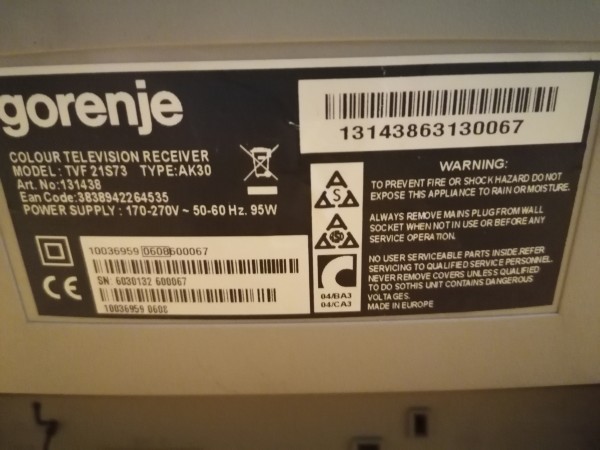 gorenje
COLOUR TELEVISION RECEIVER
MODEL: TVF 21S73 TYPE:AK30
Art. No:131438
Ean Code:3838942264535
POWER SUPPLY : 170-270V ~ 50-60 Hz. 95W
10036959 0608600067
SN 6030132 600067
10036959 0608
13143863130067
S
04/BA3
04/CA3
WARNING:
TO PREVENT FIRE OR SHOCK HAZARD DO NOT
EXPOSE THIS APPLIANCE TO RAIN OR MOISTURE.
ALWAYS REMOVE MAINS PLUG FROM WALL
SOCKET WHEN NOT IN USE OR BEFORE ANY
SERVICE OPERATION.
NO USER SERVICEABLE PARTS INSIDE.REFER
SERVICING TO QUALIFIED SERVICE PERSONNEL.
NEVER REMOVE COVERS UNLESS QUALIFIED
TO DO SO THIS UNIT CONTAINS DANGEROUS
VOLTAGES.
MADE IN EUROPE